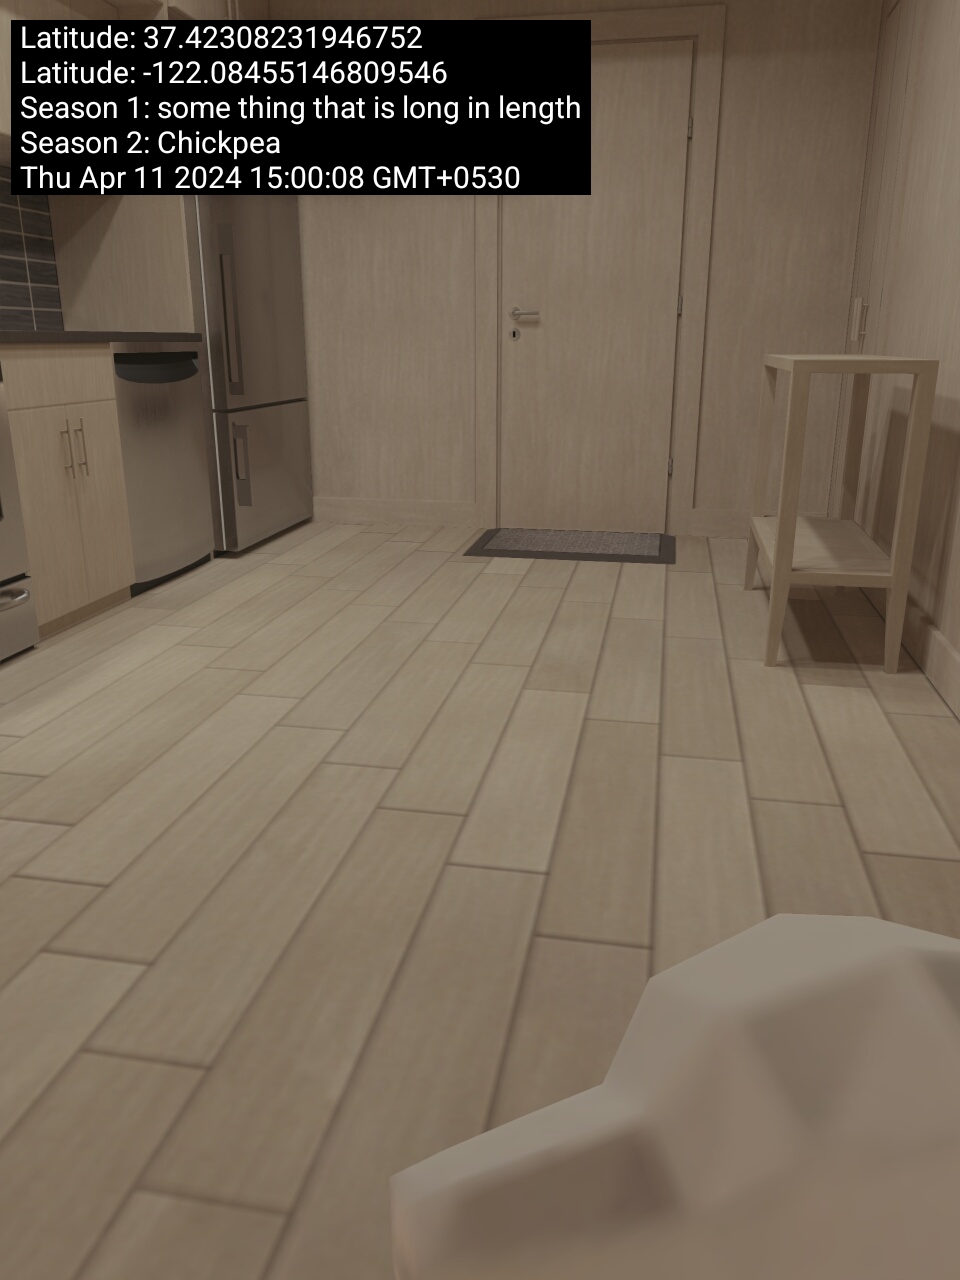 Latitude: 37.42308231946752
Latitude: -122.08455146809546
Season 1: some thing that is long in length
Season 2: Chickpea
Thu Apr 11 2024 15:00:08 GMT+0530